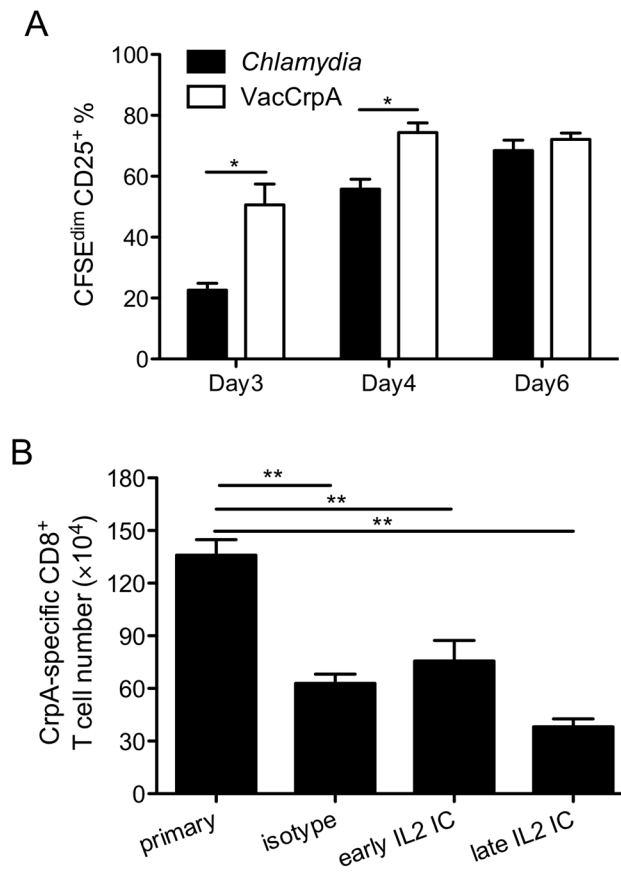 A
CFSEdim CD25+ %
100
80
60
40
20
0
Chlamydia
VacCrpA
*
*
Day3
Day4
Day6
B
CrpA-specific CD8+
T cell number (×104)
180
150
120
90
60
30
0
**
**
**
primary
isotype
early IL2 IC
late IL2 IC